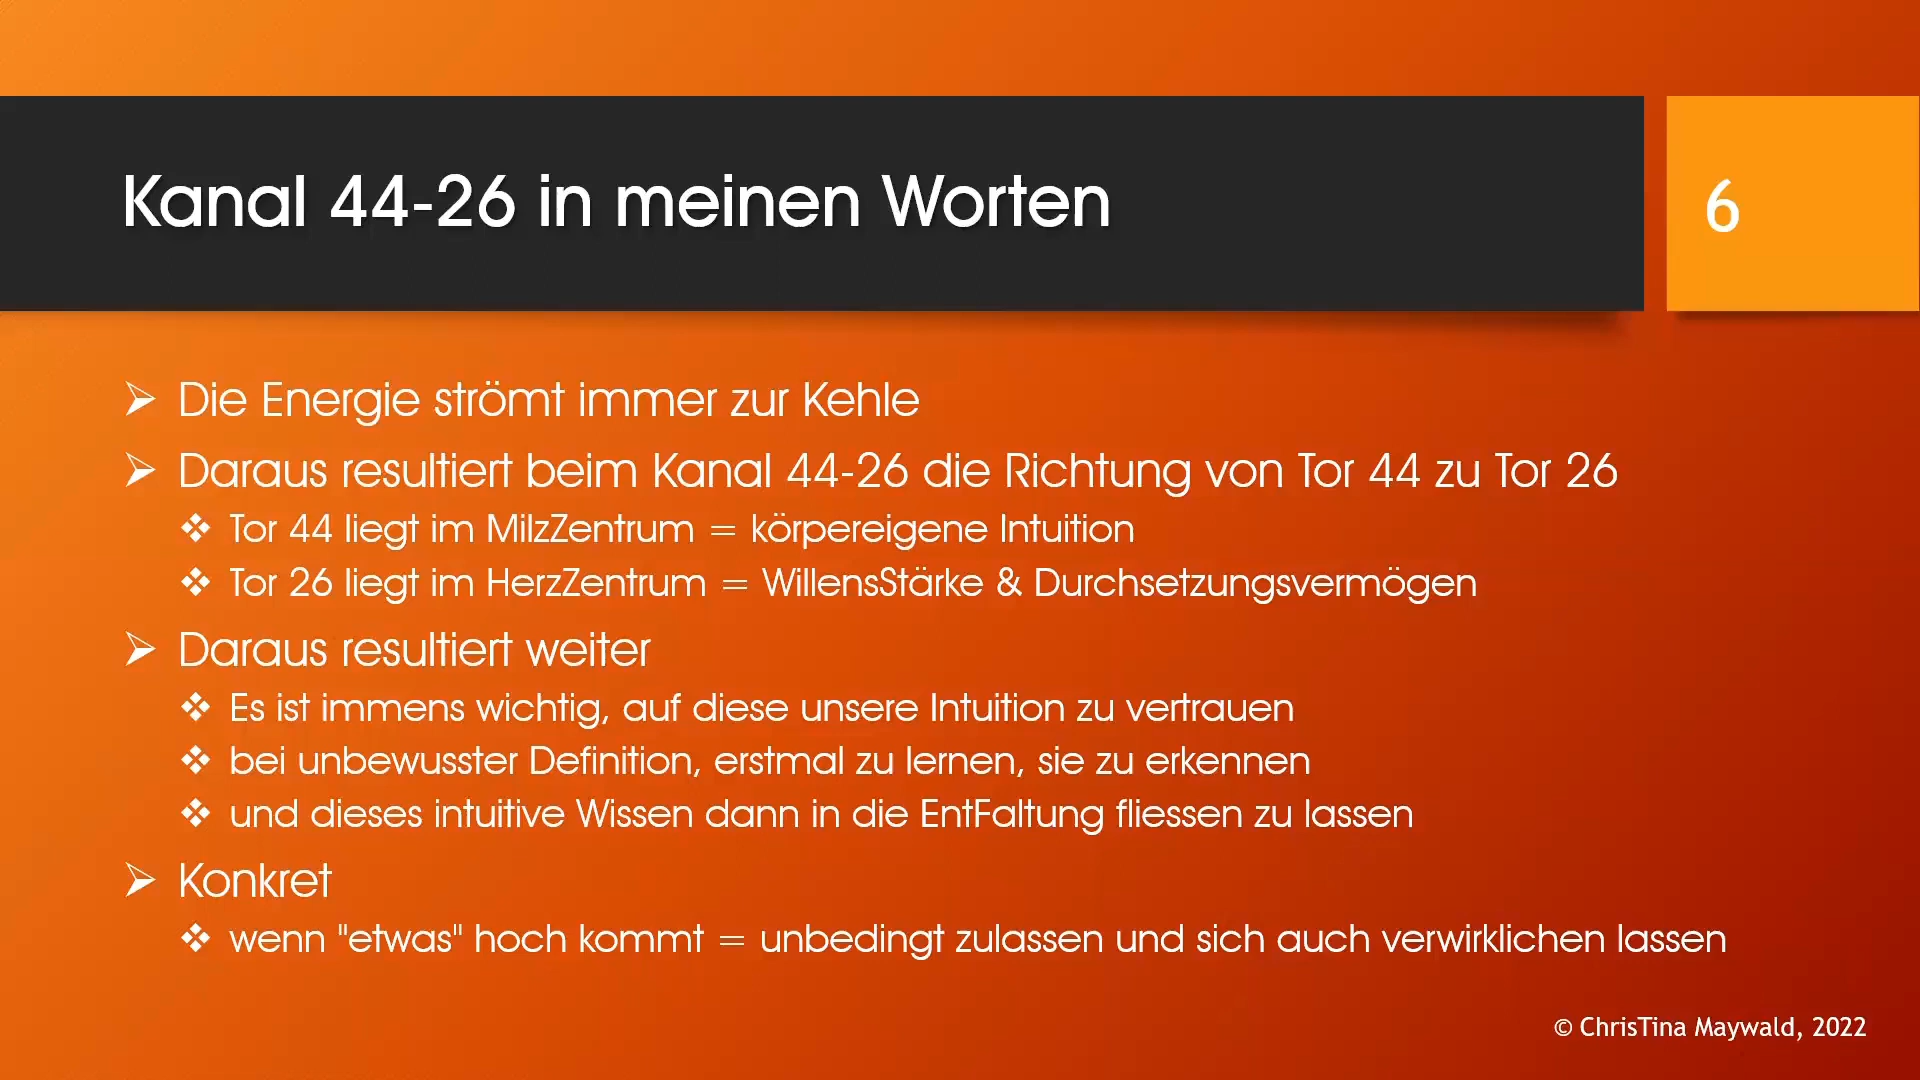 Kanal 44-26 in meinen Worten
6
➢ Die Energie strömt immer zur Kehle
➢ Daraus resultiert beim Kanal 44-26 die Richtung von Tor 44 zu Tor 26
❖ Tor 44 liegt im MilzZentrum = körpereigene Intuition
❖ Tor 26 liegt im HerzZentrum = WillensStärke & Durchsetzungsvermögen
➢ Daraus resultiert weiter
❖ Es ist immens wichtig, auf diese unsere Intuition zu vertrauen
❖ bei unbewusster Definition, erstmal zu lernen, sie zu erkennen
❖ und dieses intuitive Wissen dann in die EntFaltung fliessen zu lassen
➢ Konkret
❖ wenn "etwas" hoch kommt = unbedingt zulassen und sich auch verwirklichen lassen
© ChrisTina Maywald, 2022